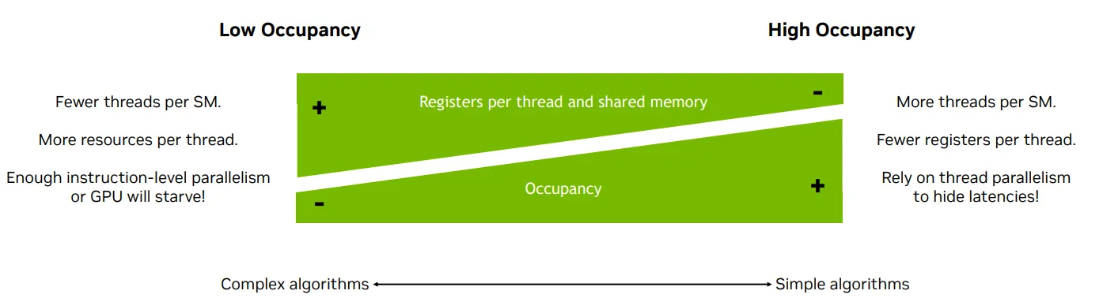 Low Occupancy
High Occupancy
Fewer threads per SM.
More resources per thread.
Enough instruction-level parallelism
or GPU will starve!
+
Registers per thread and shared memory
-
Occupancy
-
+
More threads per SM.
Fewer registers per thread.
Rely on thread parallelism
to hide latencies!
Complex algorithms
Simple algorithms